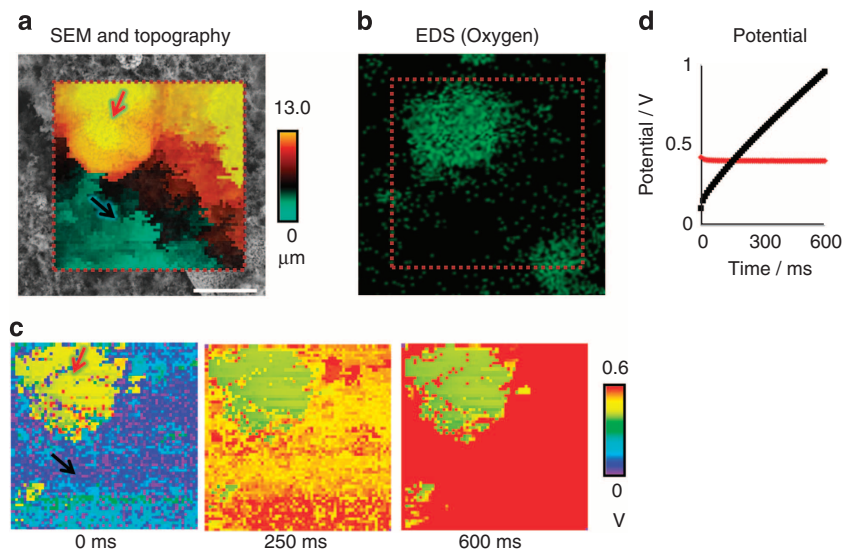 a
SEM and topography
13.0
0
μm
b
EDS (Oxygen)
d
Potential
1
0.5
0
Potential / V
0 300 600
Time / ms
c
0.6
0
V
0 ms 250 ms 600 ms